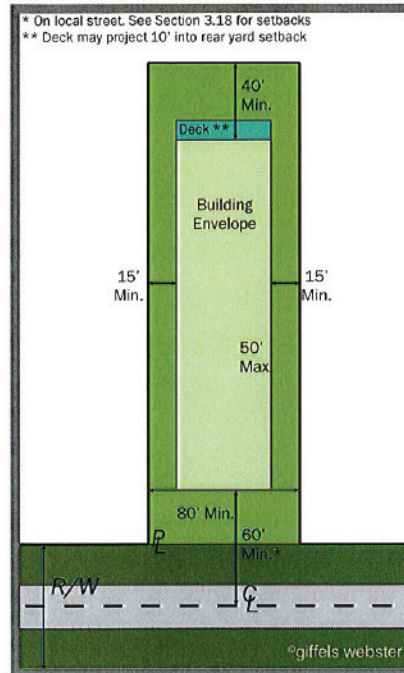 * On local street. See Section 3.18 for setbacks
** Deck may project 10' into rear yard setback
40'
Min.
Deck **
Building
Envelope
15'
Min.
15'
Min.
50'
Max
80' Min.
60'
Min.*
PL
R/W
CL
©giffels webster